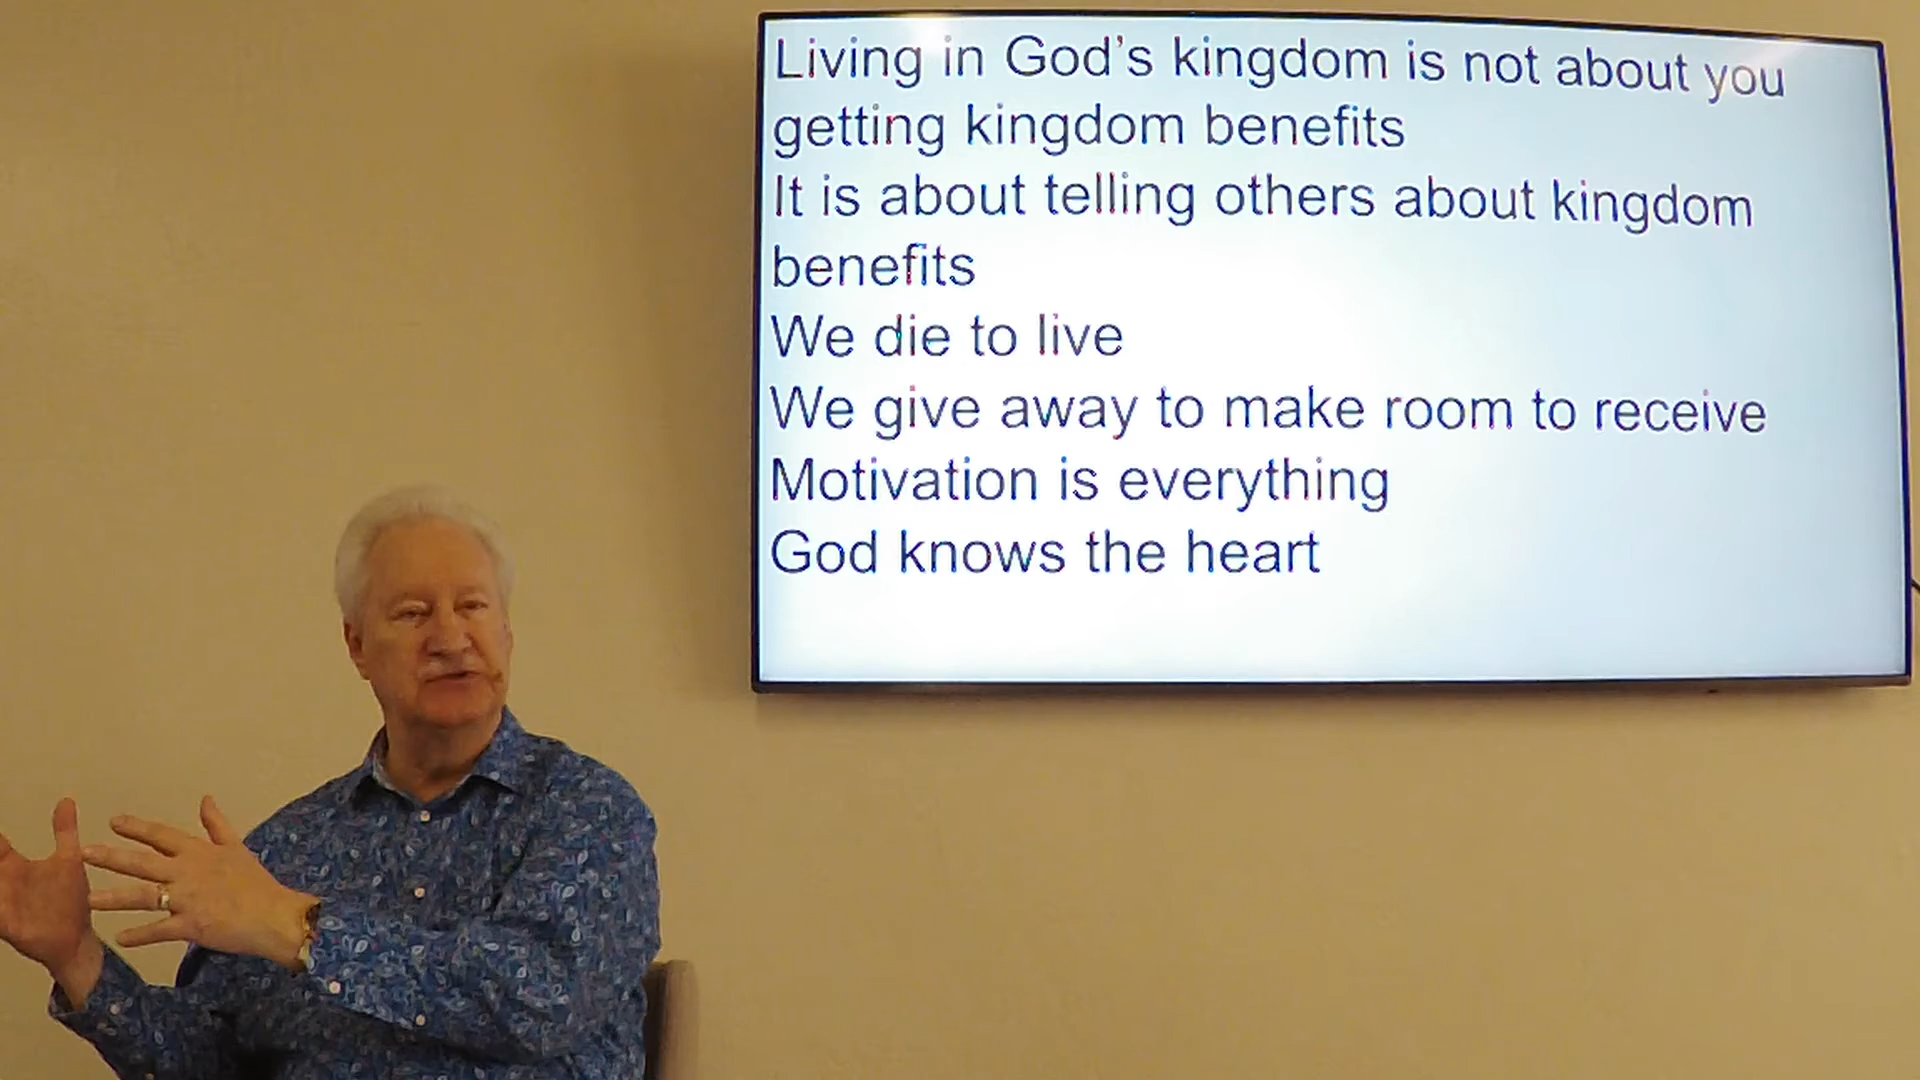 Living in God’s kingdom is not about you
getting kingdom benefits
It is about telling others about kingdom
benefits
We die to live
We give away to make room to receive
Motivation is everything
God knows the heart